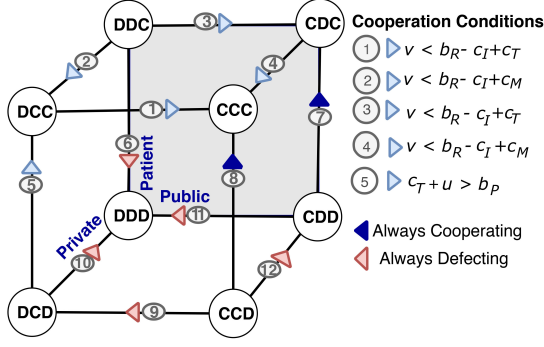 DDC
3
CDC
Cooperation Conditions
1 v < b_R - c_I + c_T
2 v < b_R - c_I + c_M
3 v < b_R - c_I + c_T
4 v < b_R - c_I + c_M
5 c_T + u > b_P
2
4
DCC
1
CCC
6
7
Patient
5
8
Public
DDD
11
CDD
Private
10
12
Always Cooperating
Always Defecting
DCD
9
CCD